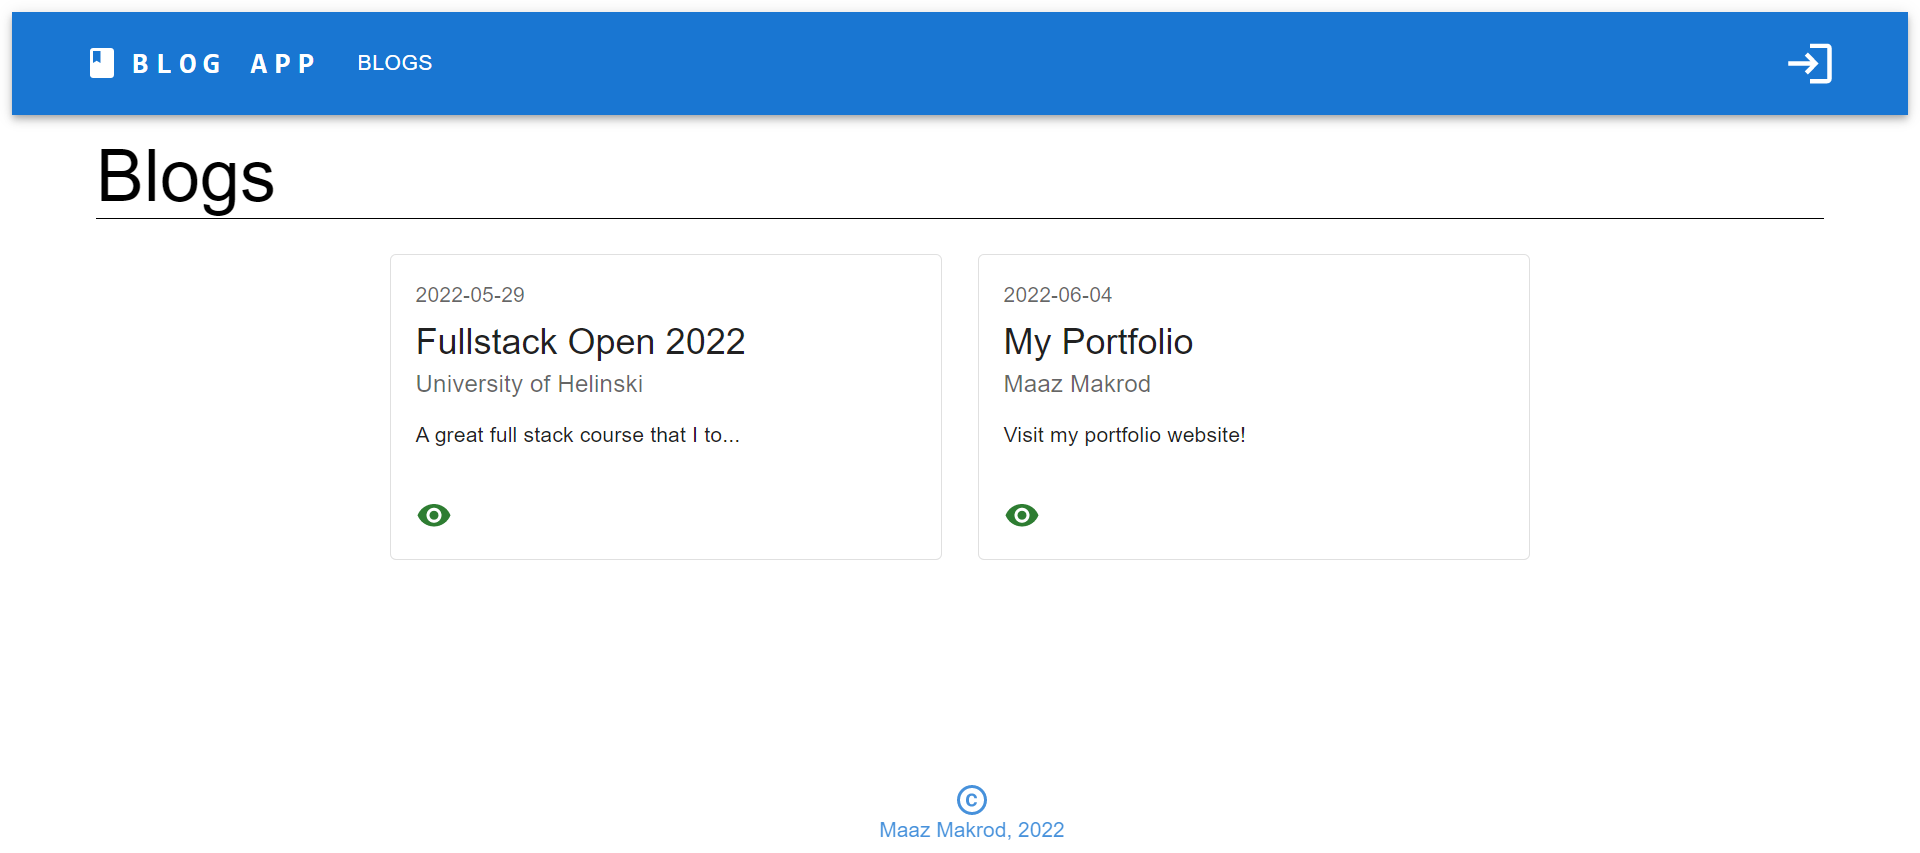 BLOG APP BLOGS
Blogs
2022-05-29
Fullstack Open 2022
University of Helinski
A great full stack course that I to...
2022-06-04
My Portfolio
Maaz Makrod
Visit my portfolio website!
©
Maaz Makrod, 2022